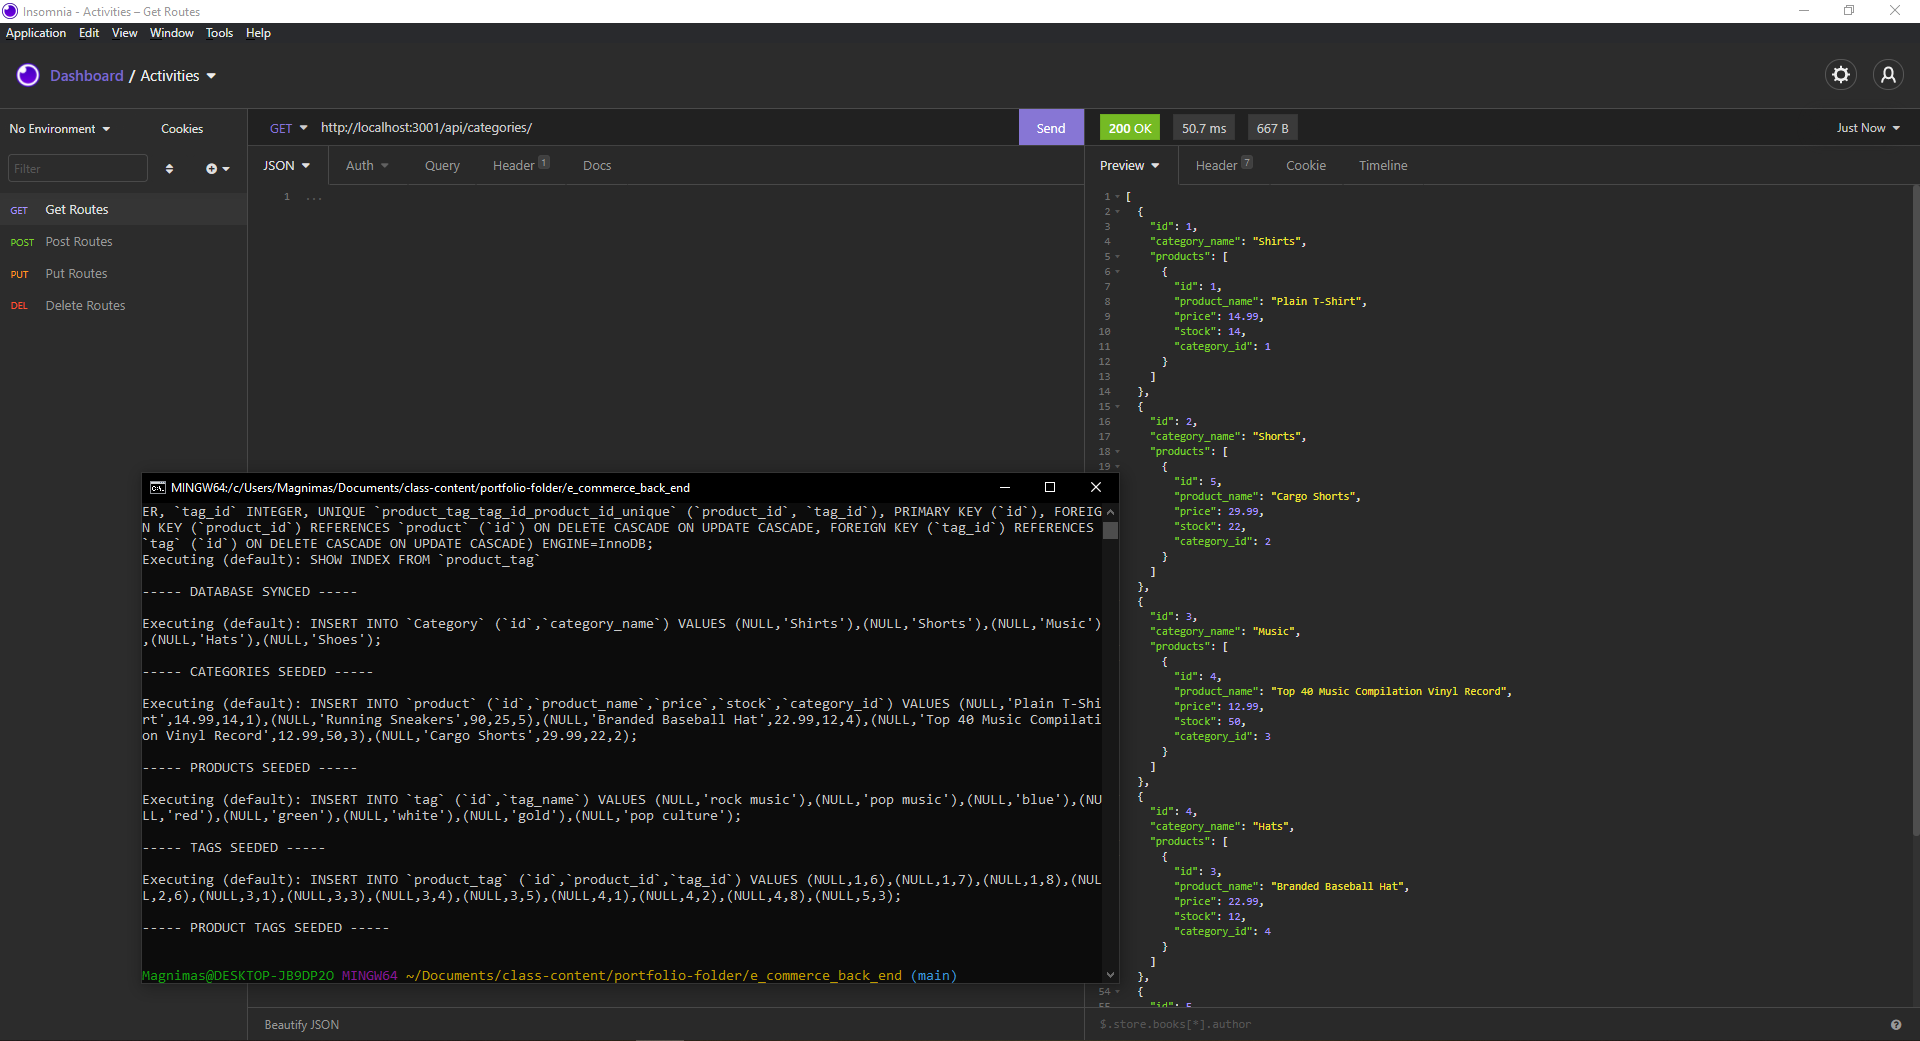 Insomnia - Activities – Get Routes
Application Edit View Window Tools Help
Dashboard / Activities
No Environment Cookies
Filter
GET Get Routes
POST Post Routes
PUT Put Routes
DEL Delete Routes
GET http://localhost:3001/api/categories/ Send
JSON Auth Query Header 1 Docs
1 ...
Beautify JSON
200 OK 50.7 ms 667 B Just Now
Preview Header 7 Cookie Timeline
1 [
2 {
3 "id": 1,
4 "category_name": "Shirts",
5 "products": [
6 {
7 "id": 1,
8 "product_name": "Plain T-Shirt",
9 "price": 14.99,
10 "stock": 14,
11 "category_id": 1
12 }
13 ]
14 },
15 {
16 "id": 2,
17 "category_name": "Shorts",
18 "products": [
19 {
"id": 5,
"product_name": "Cargo Shorts",
"price": 29.99,
"stock": 22,
"category_id": 2
}
]
},
{
"id": 3,
"category_name": "Music",
"products": [
{
"id": 4,
"product_name": "Top 40 Music Compilation Vinyl Record",
"price": 12.99,
"stock": 50,
"category_id": 3
}
]
},
{
"id": 4,
"category_name": "Hats",
"products": [
{
"id": 3,
"product_name": "Branded Baseball Hat",
"price": 22.99,
"stock": 12,
"category_id": 4
}
]
},
54 {
55 "id": 5
$.store.books[*].author
MINGW64:/c/Users/Magnimas/Documents/class-content/portfolio-folder/e_commerce_back_end
ER, `tag_id` INTEGER, UNIQUE `product_tag_tag_id_product_id_unique` (`product_id`, `tag_id`), PRIMARY KEY (`id`), FOREIG
N KEY (`product_id`) REFERENCES `product` (`id`) ON DELETE CASCADE ON UPDATE CASCADE, FOREIGN KEY (`tag_id`) REFERENCES
`tag` (`id`) ON DELETE CASCADE ON UPDATE CASCADE) ENGINE=InnoDB;
Executing (default): SHOW INDEX FROM `product_tag`
----- DATABASE SYNCED -----
Executing (default): INSERT INTO `Category` (`id`,`category_name`) VALUES (NULL,'Shirts'),(NULL,'Shorts'),(NULL,'Music')
,(NULL,'Hats'),(NULL,'Shoes');
----- CATEGORIES SEEDED -----
Executing (default): INSERT INTO `product` (`id`,`product_name`,`price`,`stock`,`category_id`) VALUES (NULL,'Plain T-Shi
rt',14.99,14,1),(NULL,'Running Sneakers',90,25,5),(NULL,'Branded Baseball Hat',22.99,12,4),(NULL,'Top 40 Music Compilati
on Vinyl Record',12.99,50,3),(NULL,'Cargo Shorts',29.99,22,2);
----- PRODUCTS SEEDED -----
Executing (default): INSERT INTO `tag` (`id`,`tag_name`) VALUES (NULL,'rock music'),(NULL,'pop music'),(NULL,'blue'),(NU
LL,'red'),(NULL,'green'),(NULL,'white'),(NULL,'gold'),(NULL,'pop culture');
----- TAGS SEEDED -----
Executing (default): INSERT INTO `product_tag` (`id`,`product_id`,`tag_id`) VALUES (NULL,1,6),(NULL,1,7),(NULL,1,8),(NUL
L,2,6),(NULL,3,1),(NULL,3,3),(NULL,3,4),(NULL,3,5),(NULL,4,1),(NULL,4,2),(NULL,4,8),(NULL,5,3);
----- PRODUCT TAGS SEEDED -----
Magnimas@DESKTOP-JB9DP2O MINGW64 ~/Documents/class-content/portfolio-folder/e_commerce_back_end (main)